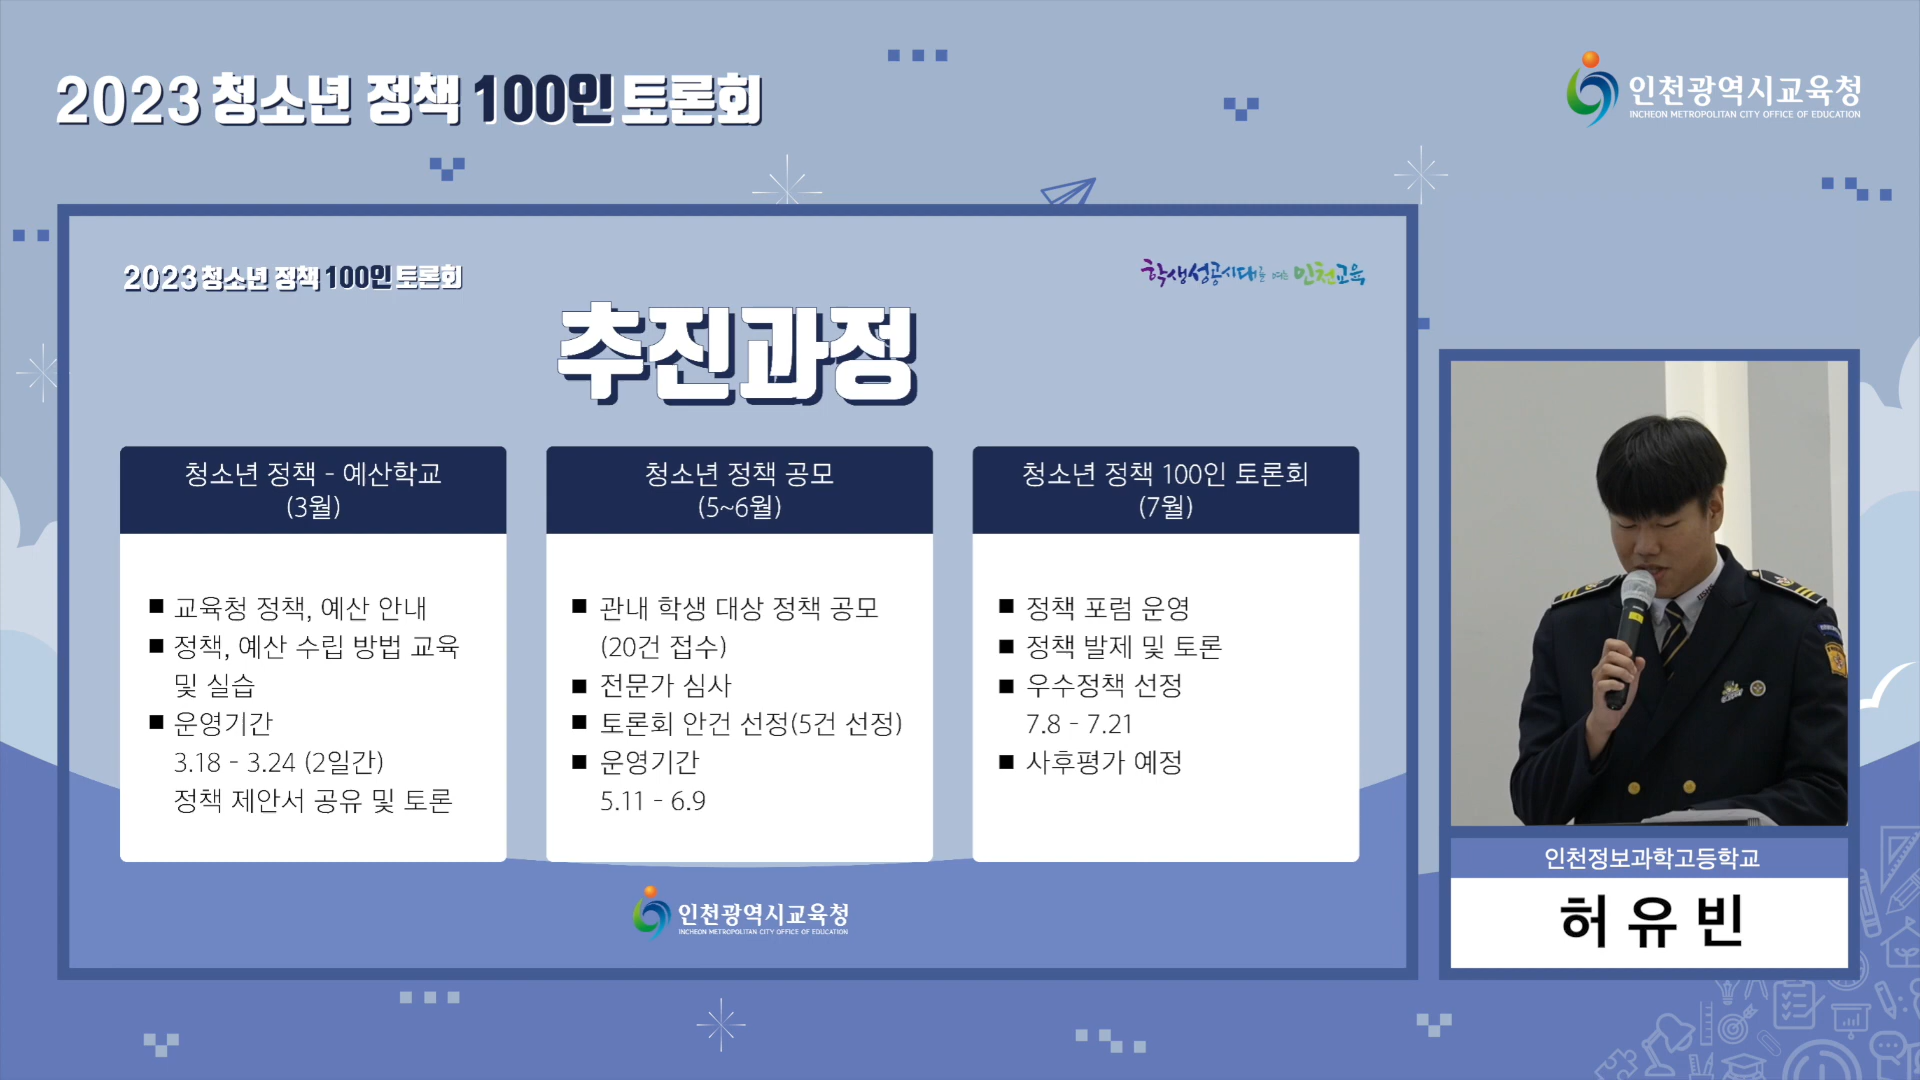 2023 청소년 정책 100인 토론회
인천광역시교육청
INCHEON METROPOLITAN CITY OFFICE OF EDUCATION
2023 청소년 정책 100인 토론회
학생성공시대를 여는 인천교육
추진과정
청소년 정책 - 예산학교
(3월)
■ 교육청 정책, 예산 안내
■ 정책, 예산 수립 방법 교육
및 실습
■ 운영기간
3.18 - 3.24 (2일간)
정책 제안서 공유 및 토론
청소년 정책 공모
(5~6월)
■ 관내 학생 대상 정책 공모
(20건 접수)
■ 전문가 심사
■ 토론회 안건 선정(5건 선정)
■ 운영기간
5.11 - 6.9
청소년 정책 100인 토론회
(7월)
■ 정책 포럼 운영
■ 정책 발제 및 토론
■ 우수정책 선정
7.8 - 7.21
■ 사후평가 예정
인천광역시교육청
INCHEON METROPOLITAN CITY OFFICE OF EDUCATION
인천정보과학고등학교
허유빈